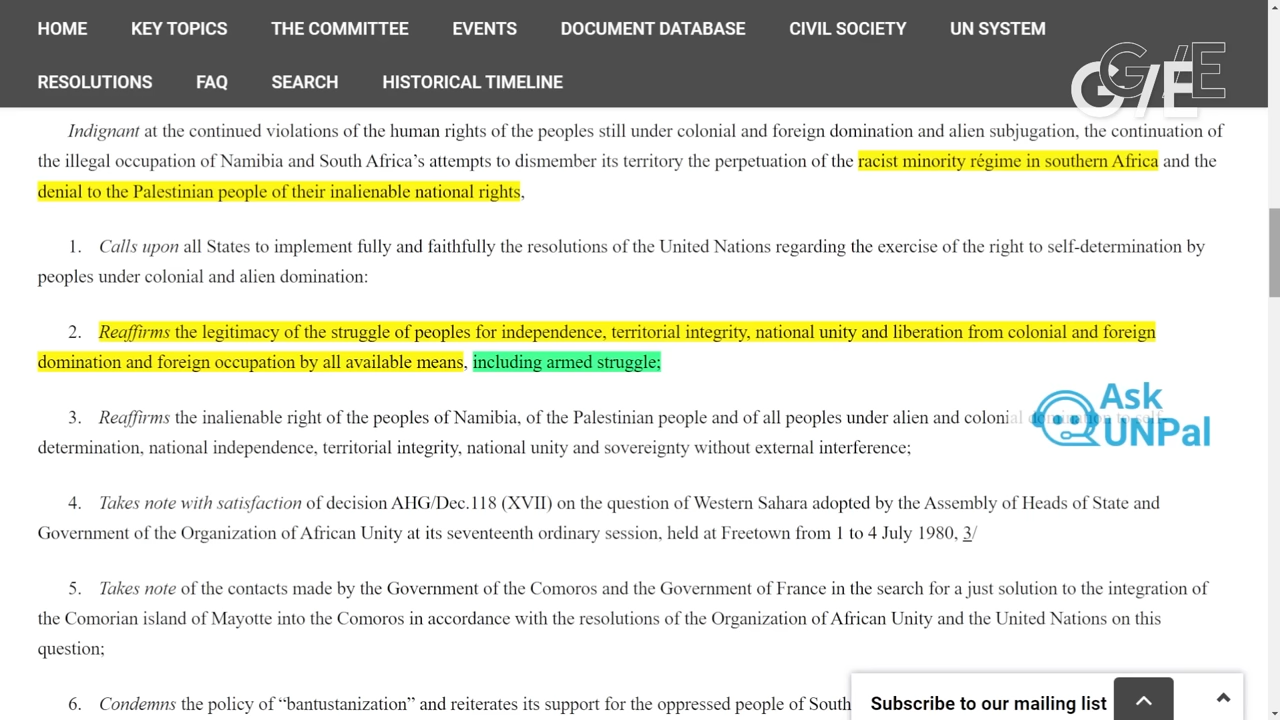 HOME KEY TOPICS THE COMMITTEE EVENTS DOCUMENT DATABASE CIVIL SOCIETY UN SYSTEM
RESOLUTIONS FAQ SEARCH HISTORICAL TIMELINE
G/E
G/E
Indignant at the continued violations of the human rights of the peoples still under colonial and foreign domination and alien subjugation, the continuation of
the illegal occupation of Namibia and South Africa’s attempts to dismember its territory the perpetuation of the racist minority régime in southern Africa and the
denial to the Palestinian people of their inalienable national rights,
1. Calls upon all States to implement fully and faithfully the resolutions of the United Nations regarding the exercise of the right to self-determination by
peoples under colonial and alien domination:
2. Reaffirms the legitimacy of the struggle of peoples for independence, territorial integrity, national unity and liberation from colonial and foreign
domination and foreign occupation by all available means, including armed struggle;
3. Reaffirms the inalienable right of the peoples of Namibia, of the Palestinian people and of all peoples under alien and colonial domination to self-
determination, national independence, territorial integrity, national unity and sovereignty without external interference;
Ask
UNPal
4. Takes note with satisfaction of decision AHG/Dec.118 (XVII) on the question of Western Sahara adopted by the Assembly of Heads of State and
Government of the Organization of African Unity at its seventeenth ordinary session, held at Freetown from 1 to 4 July 1980, 3/
5. Takes note of the contacts made by the Government of the Comoros and the Government of France in the search for a just solution to the integration of
the Comorian island of Mayotte into the Comoros in accordance with the resolutions of the Organization of African Unity and the United Nations on this
question;
6. Condemns the policy of “bantustanization” and reiterates its support for the oppressed people of South
Subscribe to our mailing list